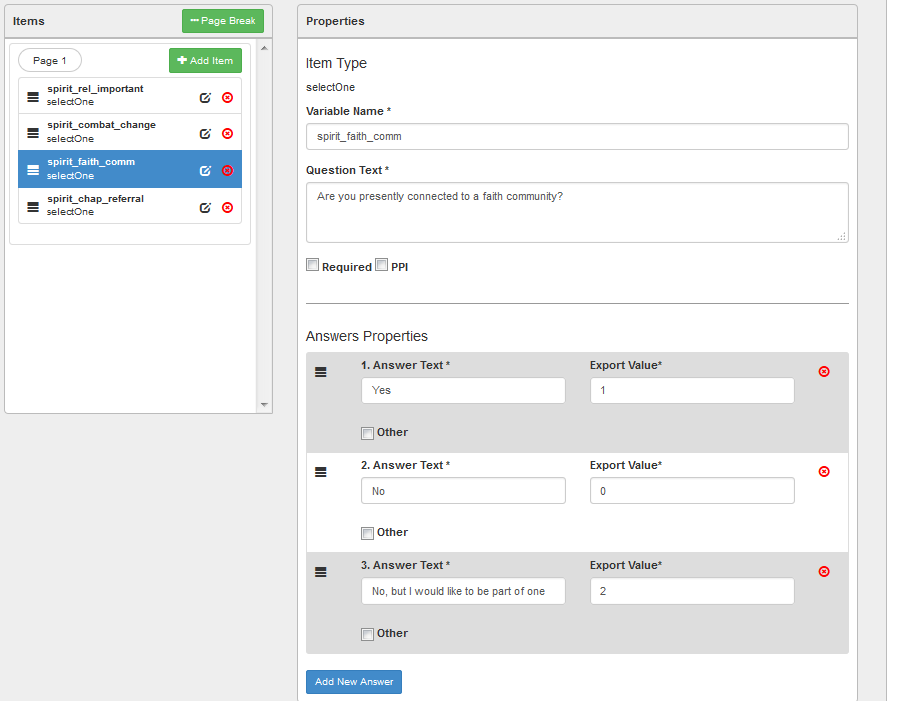 Items
Page Break
Page 1
Add Item
spirit_rel_important
selectOne
spirit_combat_change
selectOne
spirit_faith_comm
selectOne
spirit_chap_referral
selectOne
Properties
Item Type
selectOne
Variable Name *
spirit_faith_comm
Question Text *
Are you presently connected to a faith community?
Required PPI
Answers Properties
1. Answer Text * Export Value*
Yes 1
Other
2. Answer Text * Export Value*
No 0
Other
3. Answer Text * Export Value*
No, but I would like to be part of one 2
Other
Add New Answer